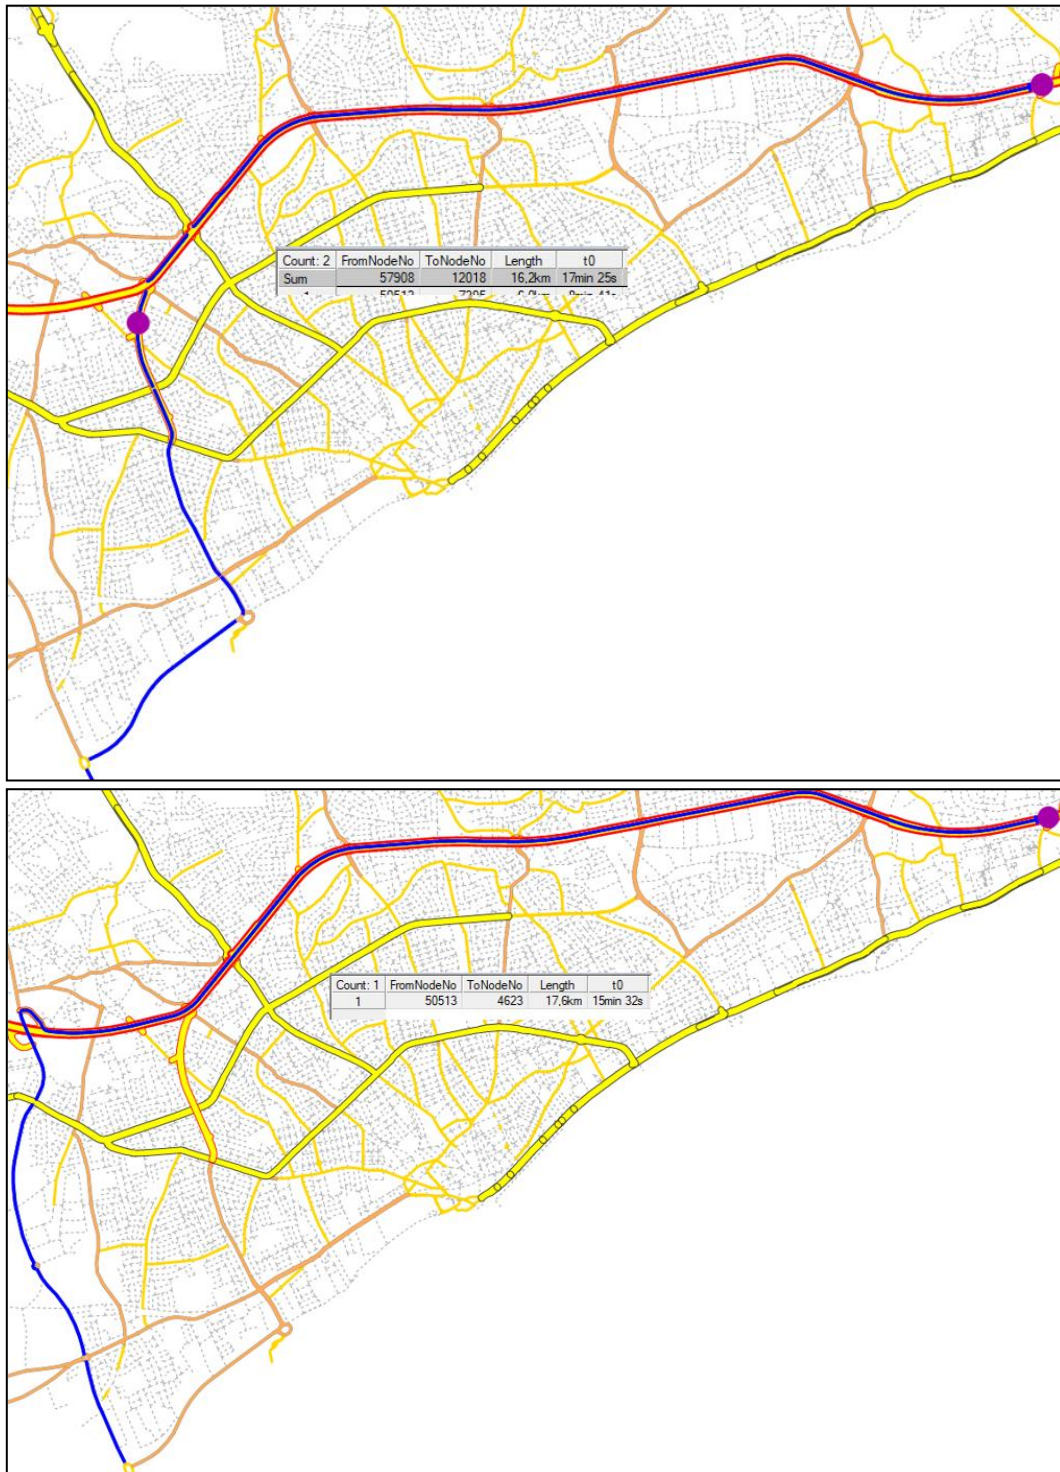 Count: 2 FromNodeNo ToNodeNo Length t0
Sum 57908 12018 16,2km 17min 25s
Count: 1 FromNodeNo ToNodeNo Length t0
1 50513 4623 17,6km 15min 32s